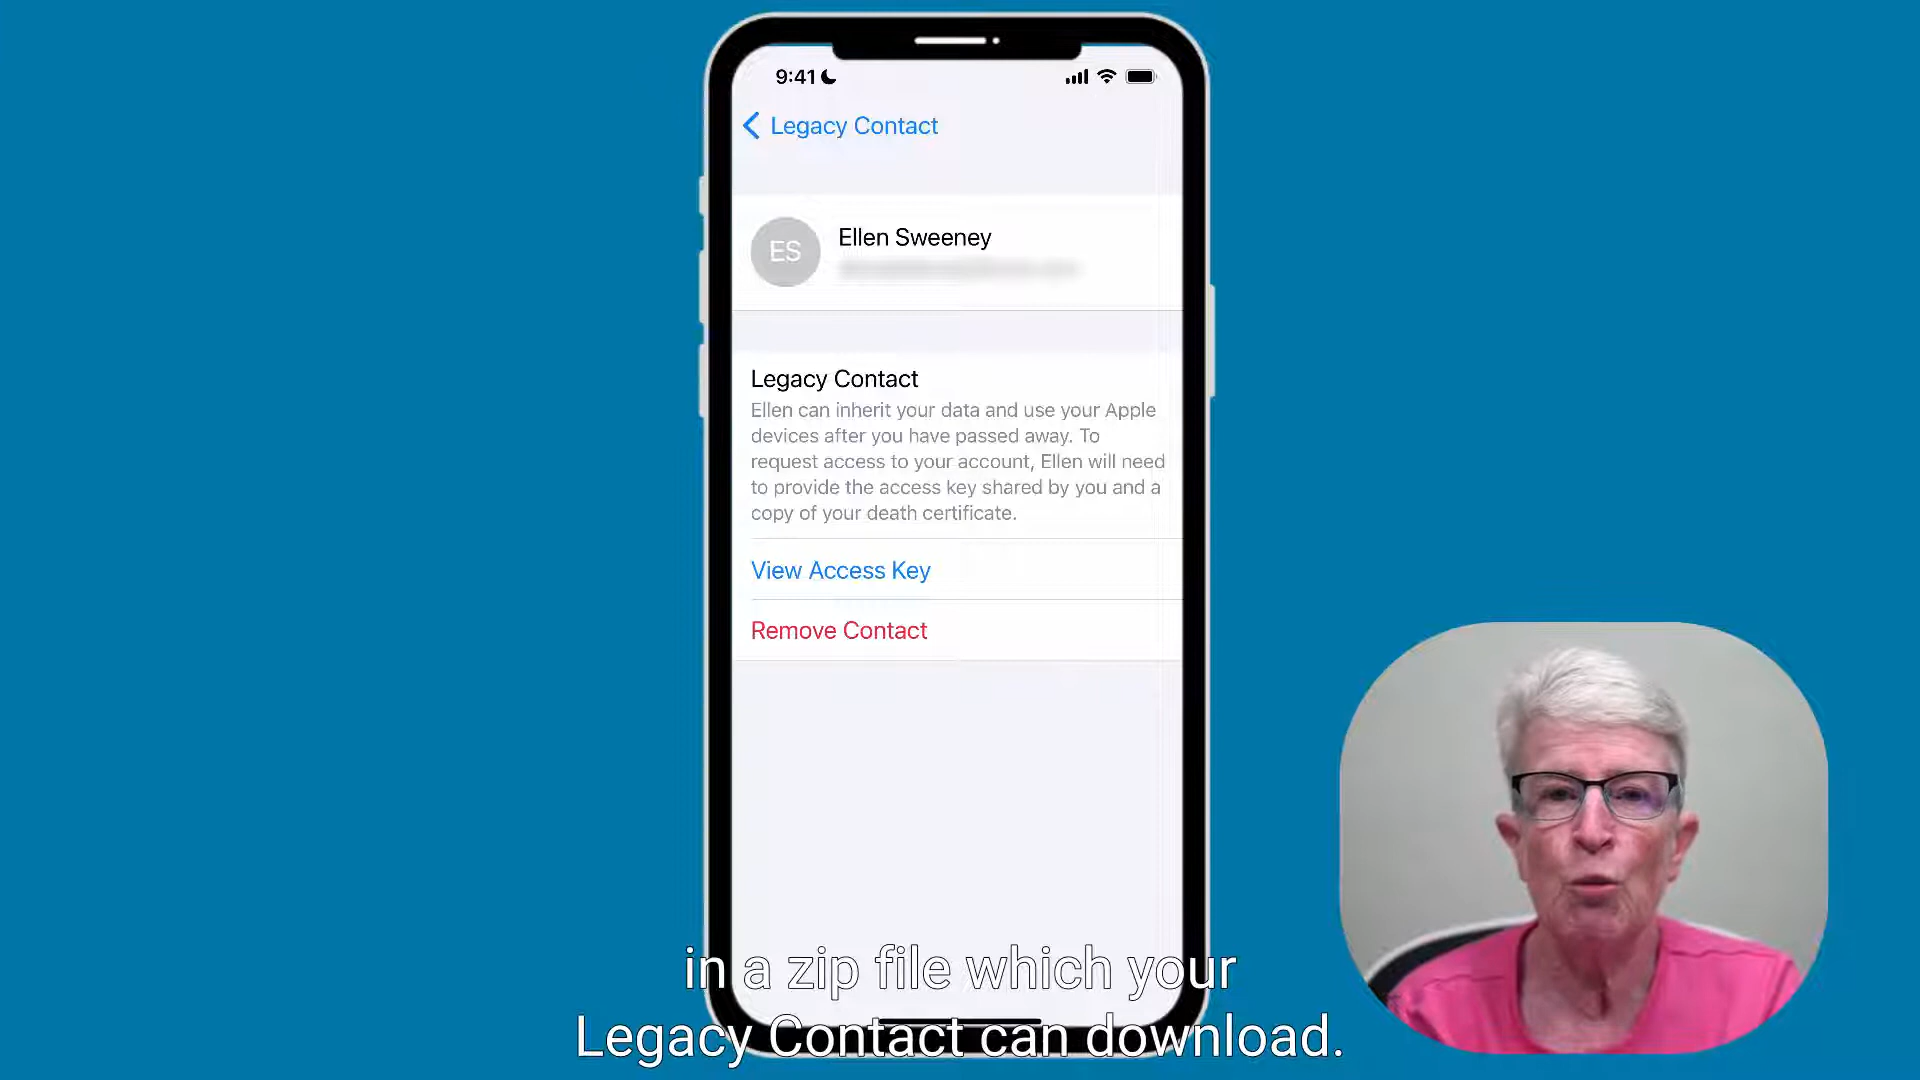 9:41
Legacy Contact
ES
Ellen Sweeney
Legacy Contact
Ellen can inherit your data and use your Apple
devices after you have passed away. To
request access to your account, Ellen will need
to provide the access key shared by you and a
copy of your death certificate.
View Access Key
Remove Contact
in a zip file which your
Legacy Contact can download.